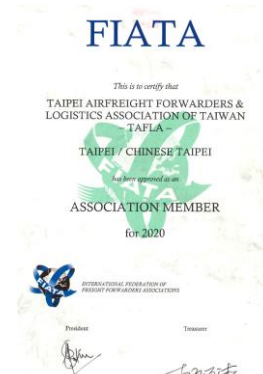 FIATA
This is to certify that
TAIPEI AIRFREIGHT FORWARDERS &
LOGISTICS ASSOCIATION OF TAIWAN
– TAFLA –
TAIPEI / CHINESE TAIPEI
has been approved as an
ASSOCIATION MEMBER
for 2020
FIATA
INTERNATIONAL FEDERATION OF
FREIGHT FORWARDERS ASSOCIATIONS
President
Treasurer